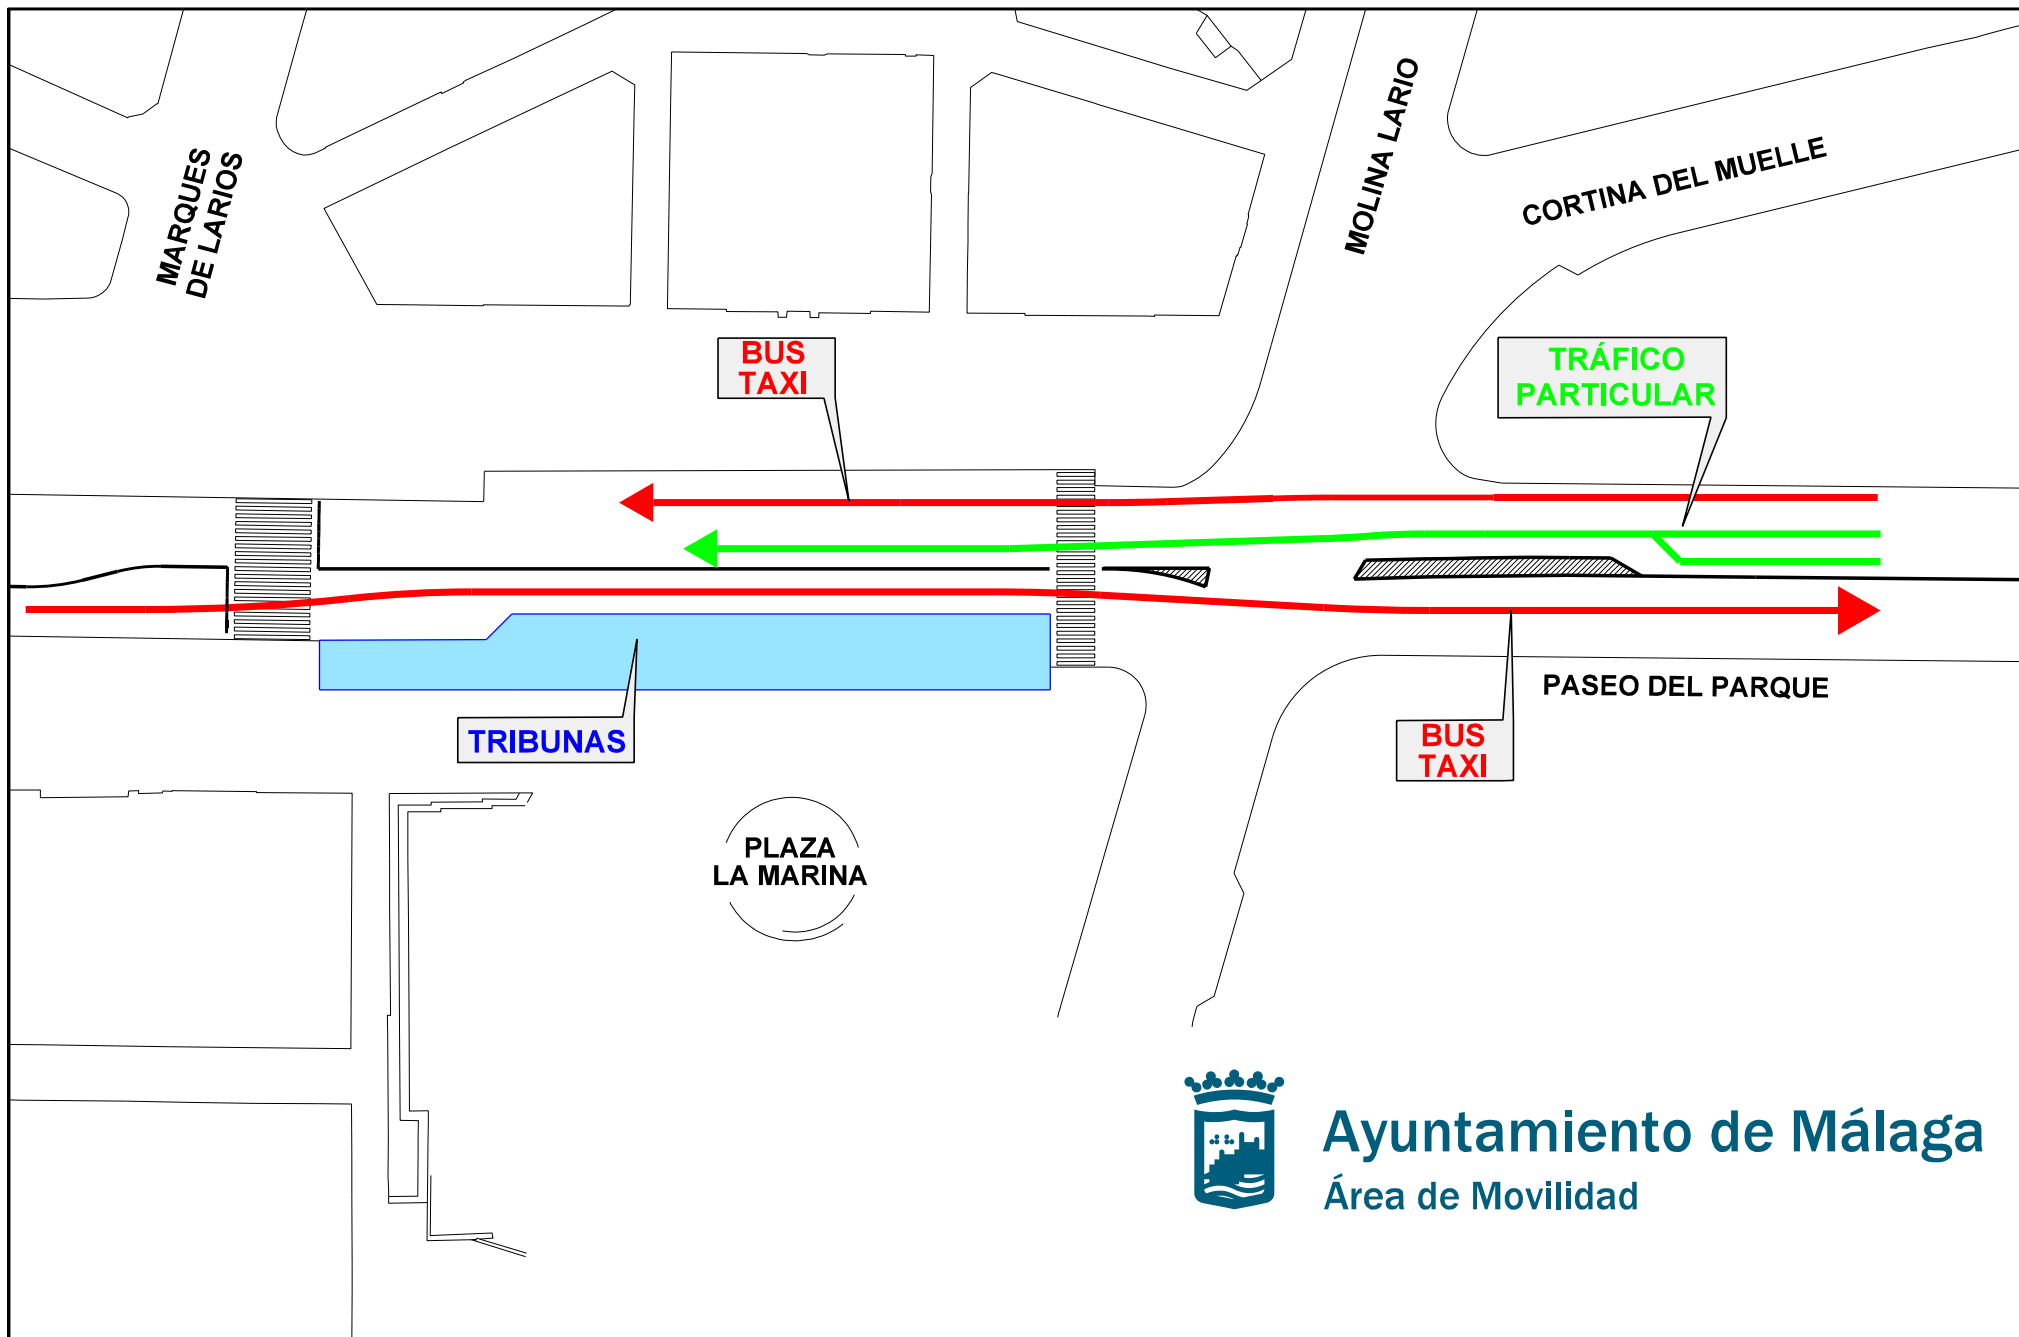 MARQUES
DE LARIOS
MOLINA LARIO
CORTINA DEL MUELLE
BUS
TAXI
TRÁFICO
PARTICULAR
TRIBUNAS
PASEO DEL PARQUE
BUS
TAXI
PLAZA
LA MARINA
Ayuntamiento de Málaga
Área de Movilidad